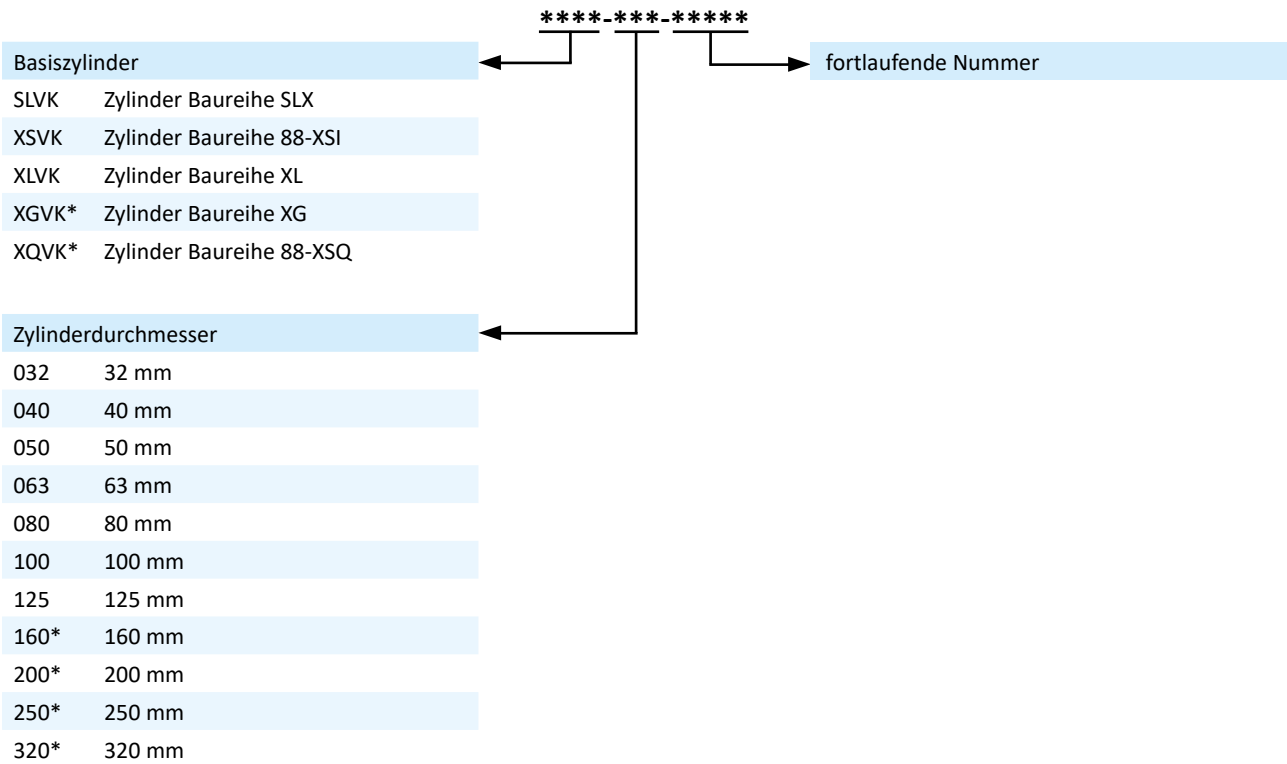 ****-***-*****
Basiszylinder
fortlaufende Nummer
SLVK Zylinder Baureihe SLX
XSVK Zylinder Baureihe 88-XSI
XLVK Zylinder Baureihe XL
XGVK* Zylinder Baureihe XG
XQVK* Zylinder Baureihe 88-XSQ
Zylinderdurchmesser
032 32 mm
040 40 mm
050 50 mm
063 63 mm
080 80 mm
100 100 mm
125 125 mm
160* 160 mm
200* 200 mm
250* 250 mm
320* 320 mm